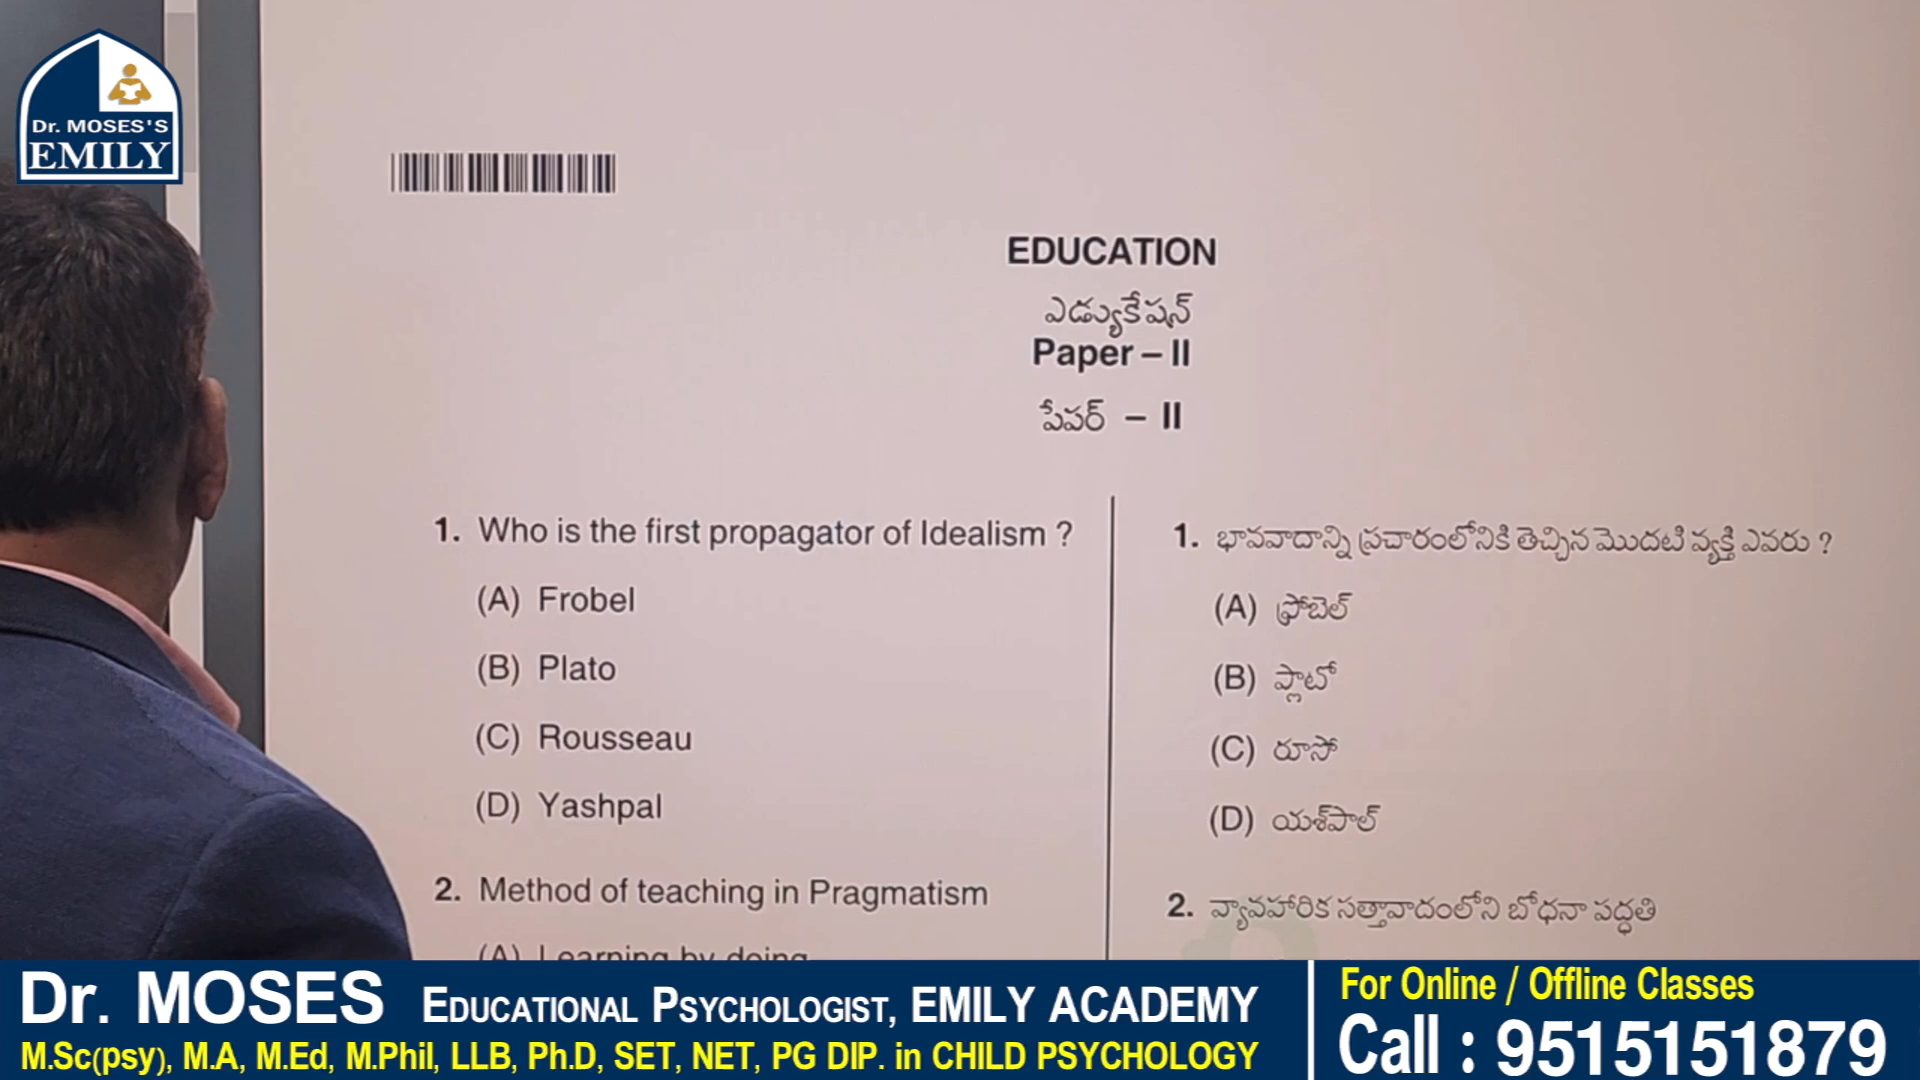 Dr. MOSES'S
EMILY
EDUCATION
ఎడ్యుకేషన్
Paper – II
పేపర్ – II
1. Who is the first propagator of Idealism ?
(A) Frobel
(B) Plato
(C) Rousseau
(D) Yashpal
2. Method of teaching in Pragmatism
(A) Learning by doing
1. భావవాదాన్ని ప్రచారంలోనికి తెచ్చిన మొదటి వ్యక్తి ఎవరు ?
(A) ఫ్రోబెల్
(B) ప్లాటో
(C) రూసో
(D) యశ్‌పాల్
2. వ్యావహారిక సత్తావాదంలోని బోధనా పద్ధతి
Dr. MOSES EDUCATIONAL PSYCHOLOGIST, EMILY ACADEMY
M.Sc(psy), M.A, M.Ed, M.Phil, LLB, Ph.D, SET, NET, PG DIP. in CHILD PSYCHOLOGY
For Online / Offline Classes
Call : 9515151879